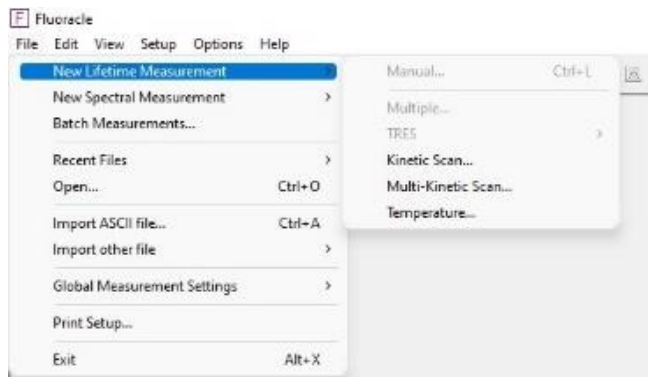 F Fluoracle
File Edit View Setup Options Help
New Lifetime Measurement
New Spectral Measurement
Batch Measurements...
Recent Files
Open... Ctrl+O
Import ASCII file... Ctrl+A
Import other file
Global Measurement Settings
Print Setup...
Exit Alt+X
Manual... Ctrl+L
Multiple...
TRES
Kinetic Scan...
Multi-Kinetic Scan...
Temperature...